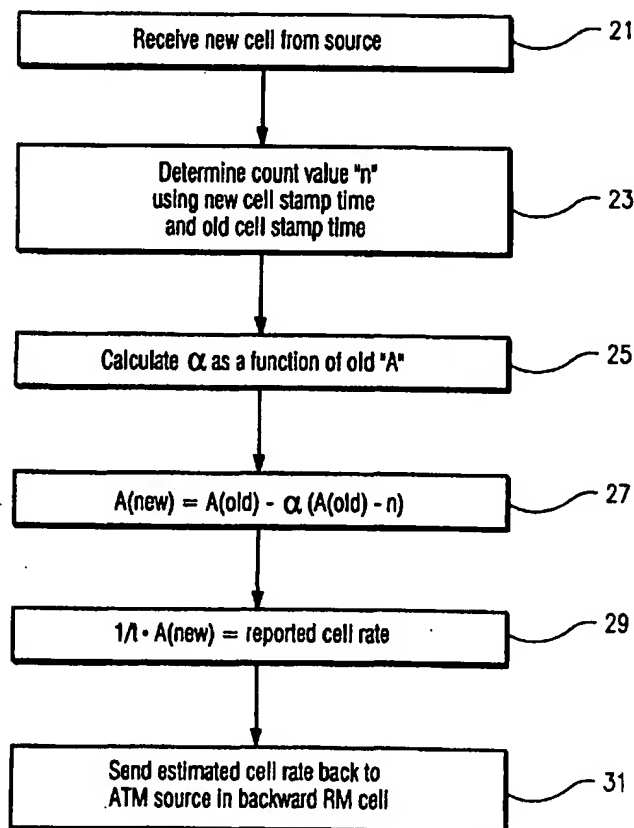 Receive new cell from source
21
Determine count value "n"
using new cell stamp time
and old cell stamp time
23
Calculate α as a function of old "A"
25
A(new) = A(old) - α (A(old) - n)
27
1/t • A(new) = reported cell rate
29
Send estimated cell rate back to
ATM source in backward RM cell
31